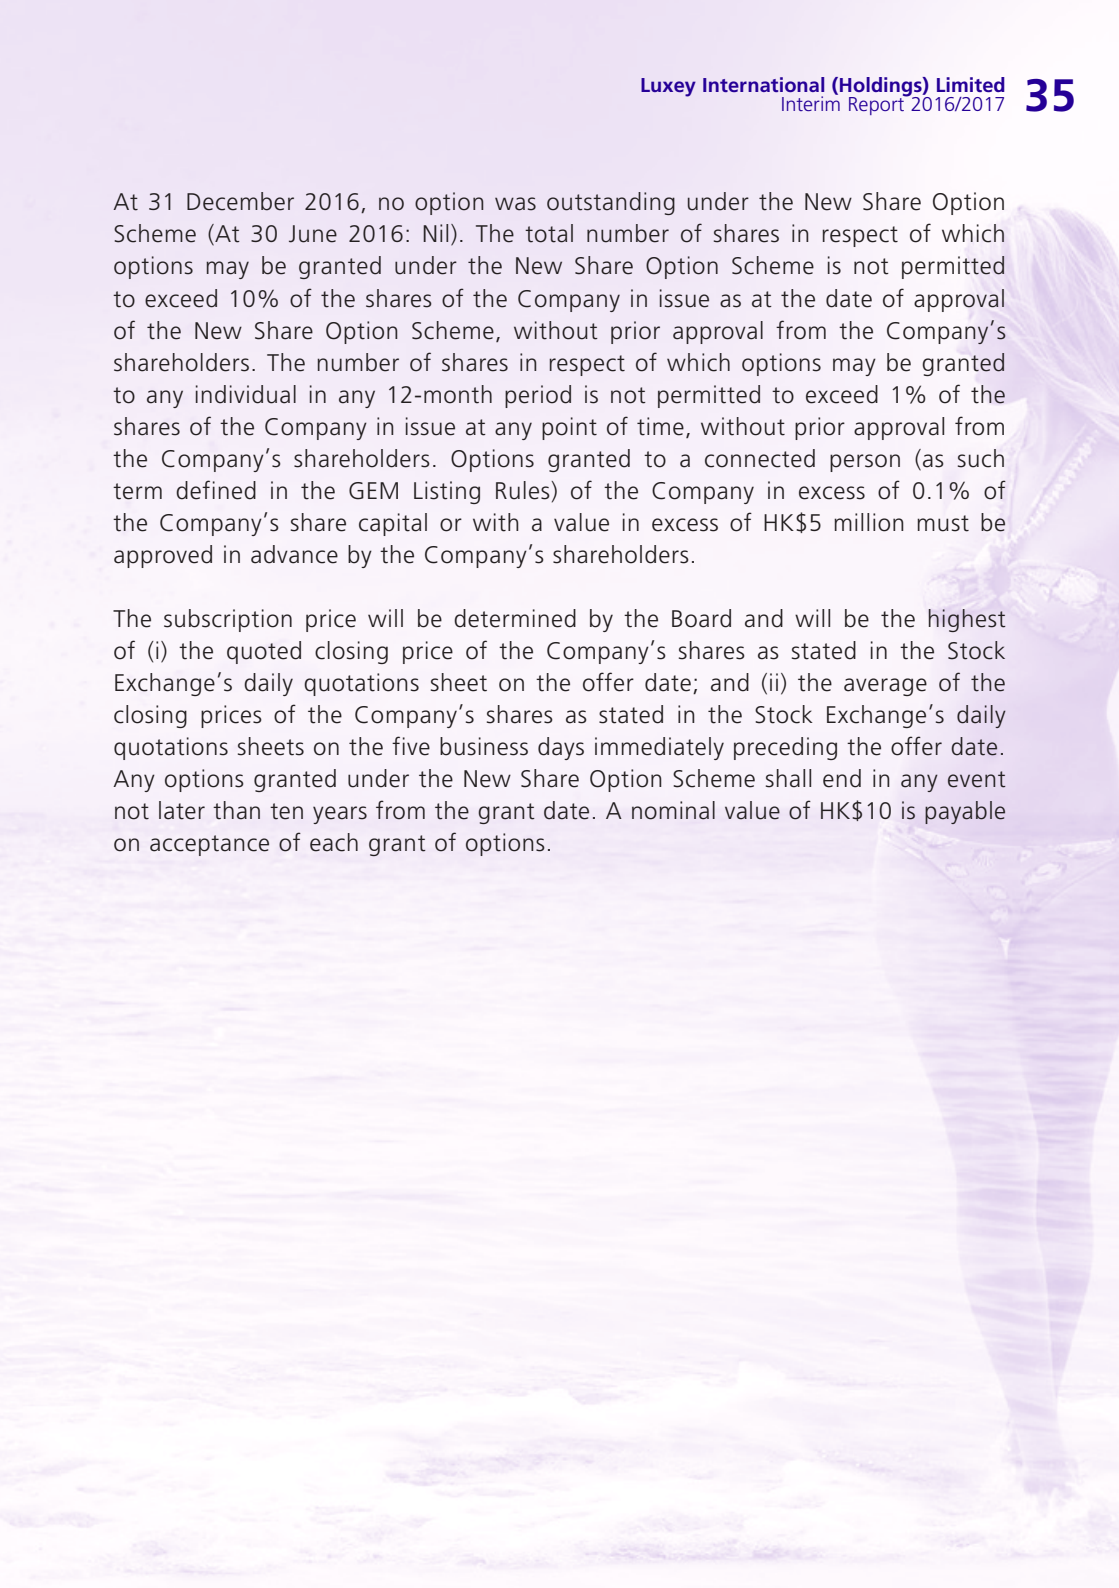 Luxey International (Holdings) Limited
Interim Report 2016/2017
35
At 31 December 2016, no option was outstanding under the New Share Option
Scheme (At 30 June 2016: Nil). The total number of shares in respect of which
options may be granted under the New Share Option Scheme is not permitted
to exceed 10% of the shares of the Company in issue as at the date of approval
of the New Share Option Scheme, without prior approval from the Company’s
shareholders. The number of shares in respect of which options may be granted
to any individual in any 12-month period is not permitted to exceed 1% of the
shares of the Company in issue at any point of time, without prior approval from
the Company’s shareholders. Options granted to a connected person (as such
term defined in the GEM Listing Rules) of the Company in excess of 0.1% of
the Company’s share capital or with a value in excess of HK$5 million must be
approved in advance by the Company’s shareholders.
The subscription price will be determined by the Board and will be the highest
of (i) the quoted closing price of the Company’s shares as stated in the Stock
Exchange’s daily quotations sheet on the offer date; and (ii) the average of the
closing prices of the Company’s shares as stated in the Stock Exchange’s daily
quotations sheets on the five business days immediately preceding the offer date.
Any options granted under the New Share Option Scheme shall end in any event
not later than ten years from the grant date. A nominal value of HK$10 is payable
on acceptance of each grant of options.